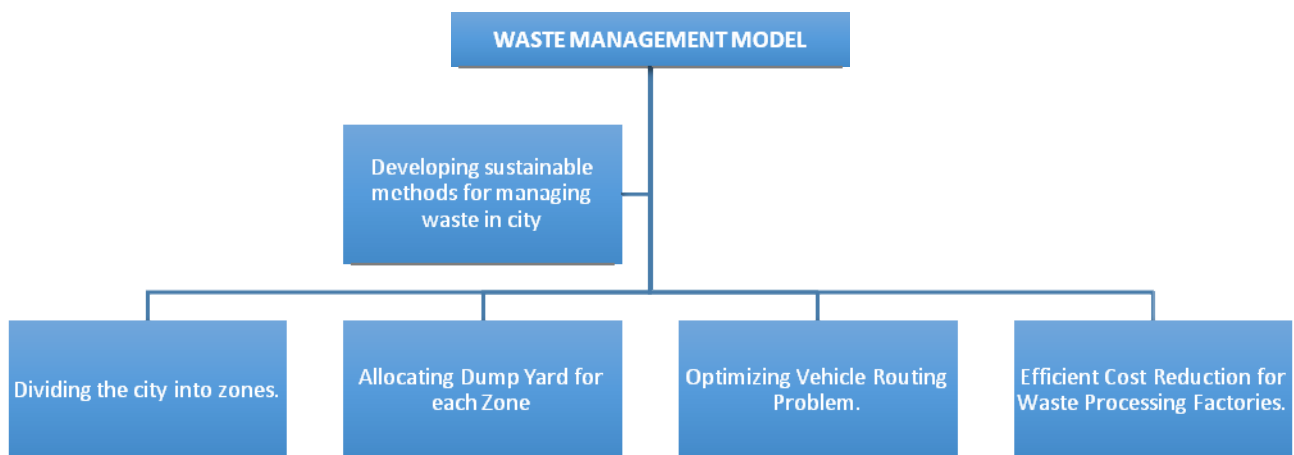 WASTE MANAGEMENT MODEL
Developing sustainable
methods for managing
waste in city
Dividing the city into zones.
Allocating Dump Yard for
each Zone
Optimizing Vehicle Routing
Problem.
Efficient Cost Reduction for
Waste Processing Factories.